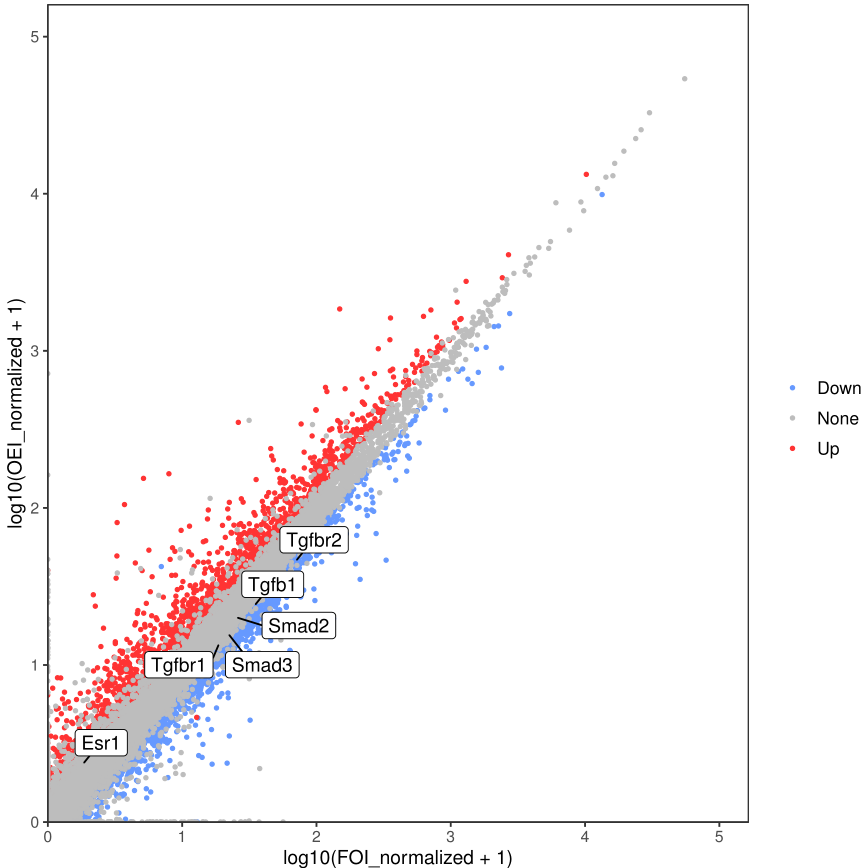 5
4
3
2
1
0
log10(OEI_normalized + 1)
Tgfbr2
Tgfb1
Smad2
Tgfbr1
Smad3
Esr1
0 1 2 3 4 5
log10(FOI_normalized + 1)
Down
None
Up